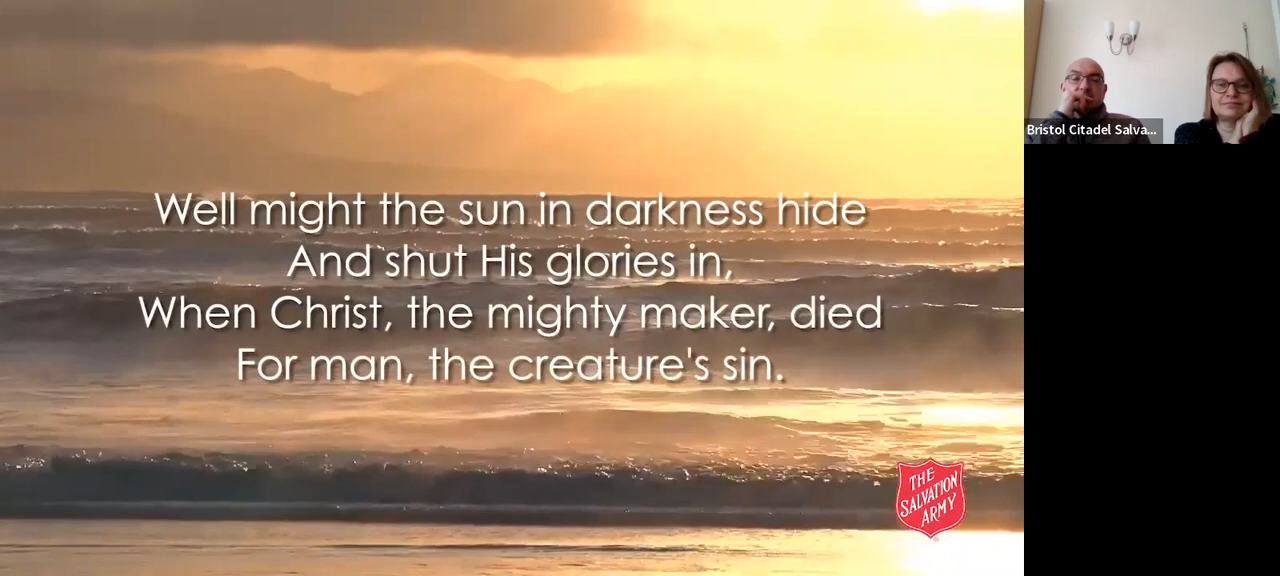 Well might the sun in darkness hide
And shut His glories in,
When Christ, the mighty maker, died
For man, the creature's sin.
THE
SALVATION
ARMY
Bristol Citadel Salva...